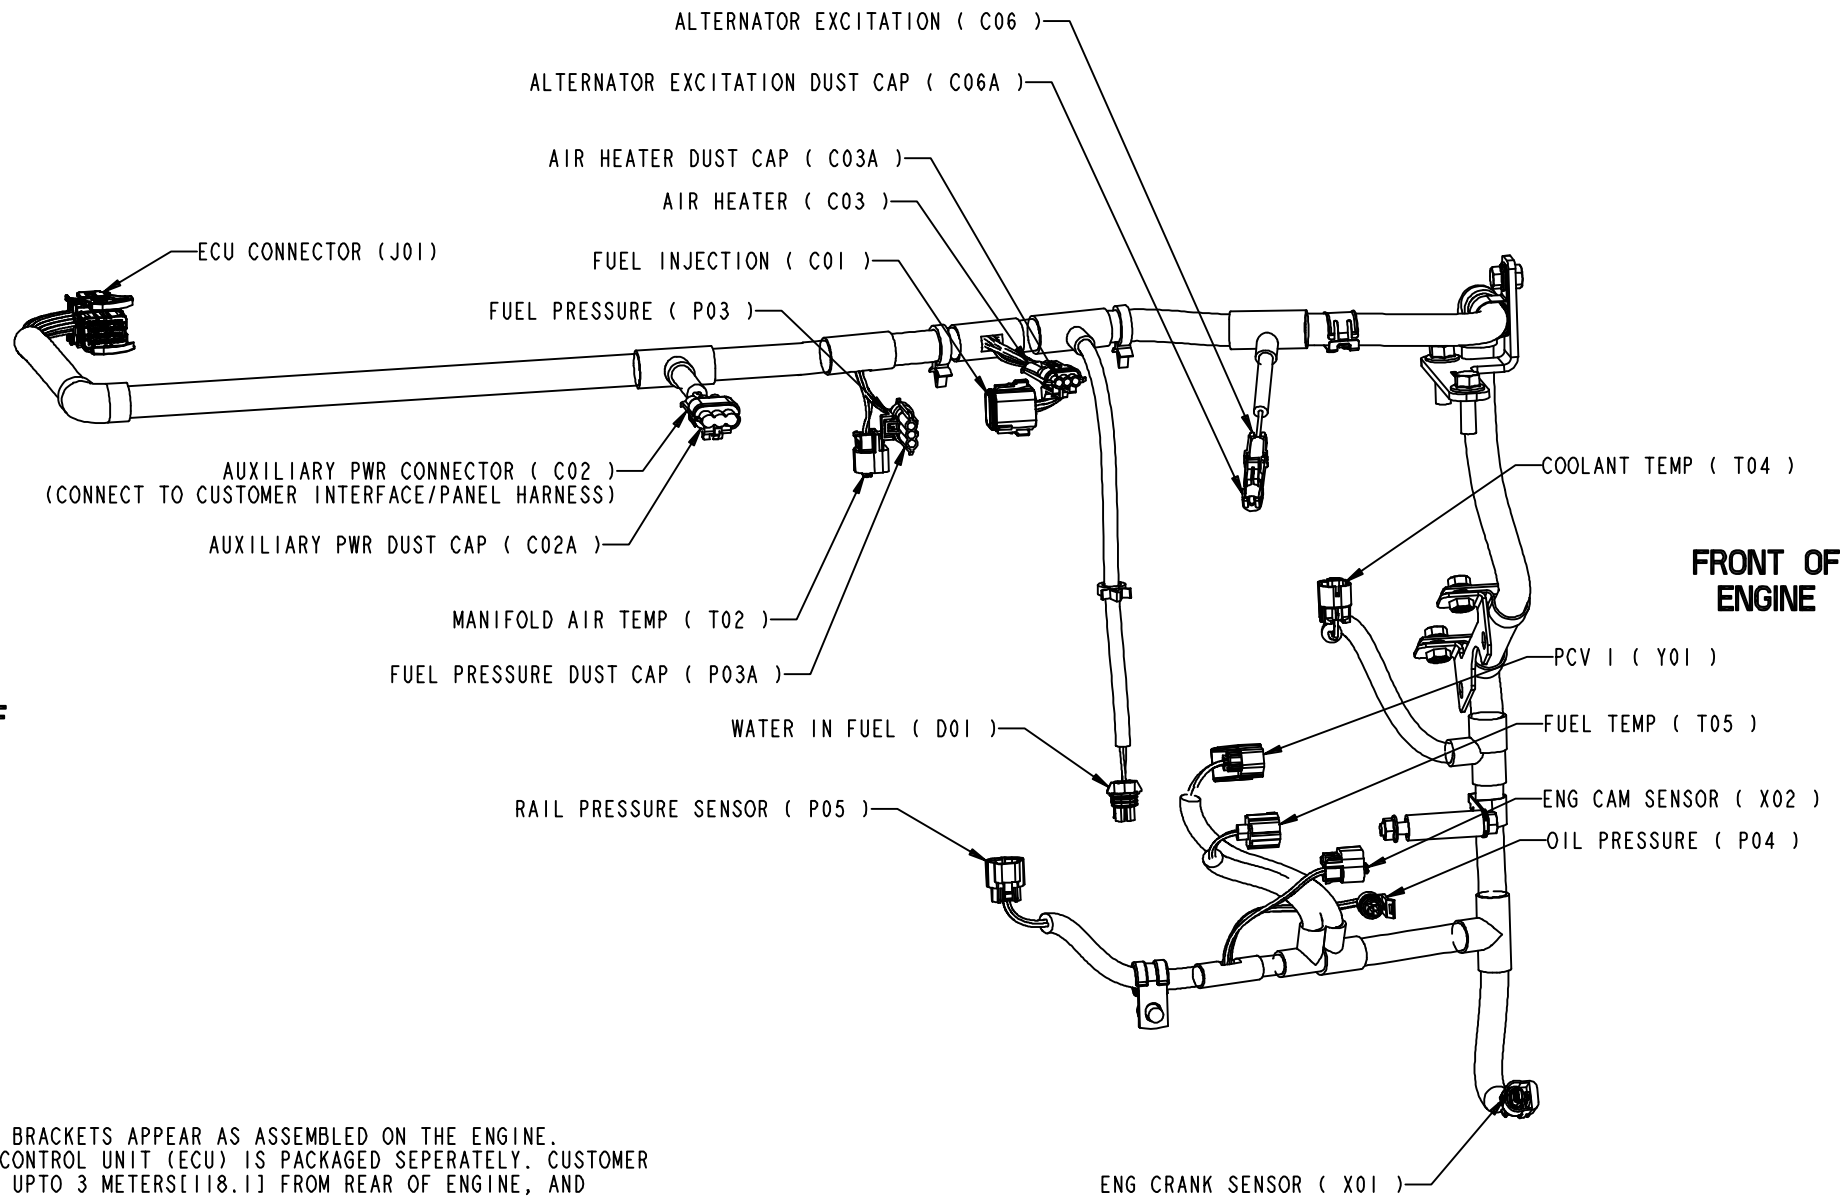 ALTERNATOR EXCITATION ( C06 )
ALTERNATOR EXCITATION DUST CAP ( C06A )
AIR HEATER DUST CAP ( C03A )
AIR HEATER ( C03 )
ECU CONNECTOR (J01)
FUEL INJECTION ( C01 )
FUEL PRESSURE ( P03 )
AUXILIARY PWR CONNECTOR ( C02 )
(CONNECT TO CUSTOMER INTERFACE/PANEL HARNESS)
AUXILIARY PWR DUST CAP ( C02A )
COOLANT TEMP ( T04 )
FRONT OF
ENGINE
MANIFOLD AIR TEMP ( T02 )
FUEL PRESSURE DUST CAP ( P03A )
PCV 1 ( Y01 )
WATER IN FUEL ( D01 )
FUEL TEMP ( T05 )
RAIL PRESSURE SENSOR ( P05 )
ENG CAM SENSOR ( X02 )
OIL PRESSURE ( P04 )
BRACKETS APPEAR AS ASSEMBLED ON THE ENGINE.
CONTROL UNIT (ECU) IS PACKAGED SEPERATELY. CUSTOMER
UPTO 3 METERS[118.1] FROM REAR OF ENGINE, AND
ENG CRANK SENSOR ( X01 )